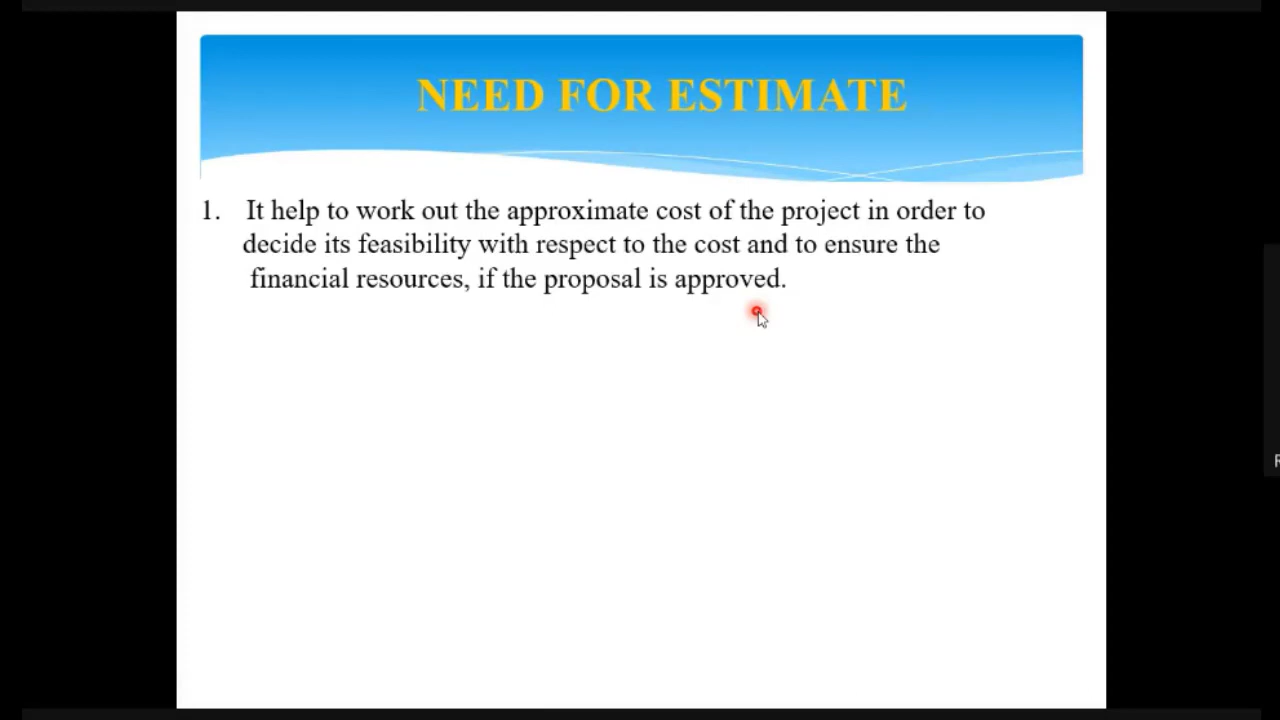 NEED FOR ESTIMATE
1. It help to work out the approximate cost of the project in order to
decide its feasibility with respect to the cost and to ensure the
financial resources, if the proposal is approved.